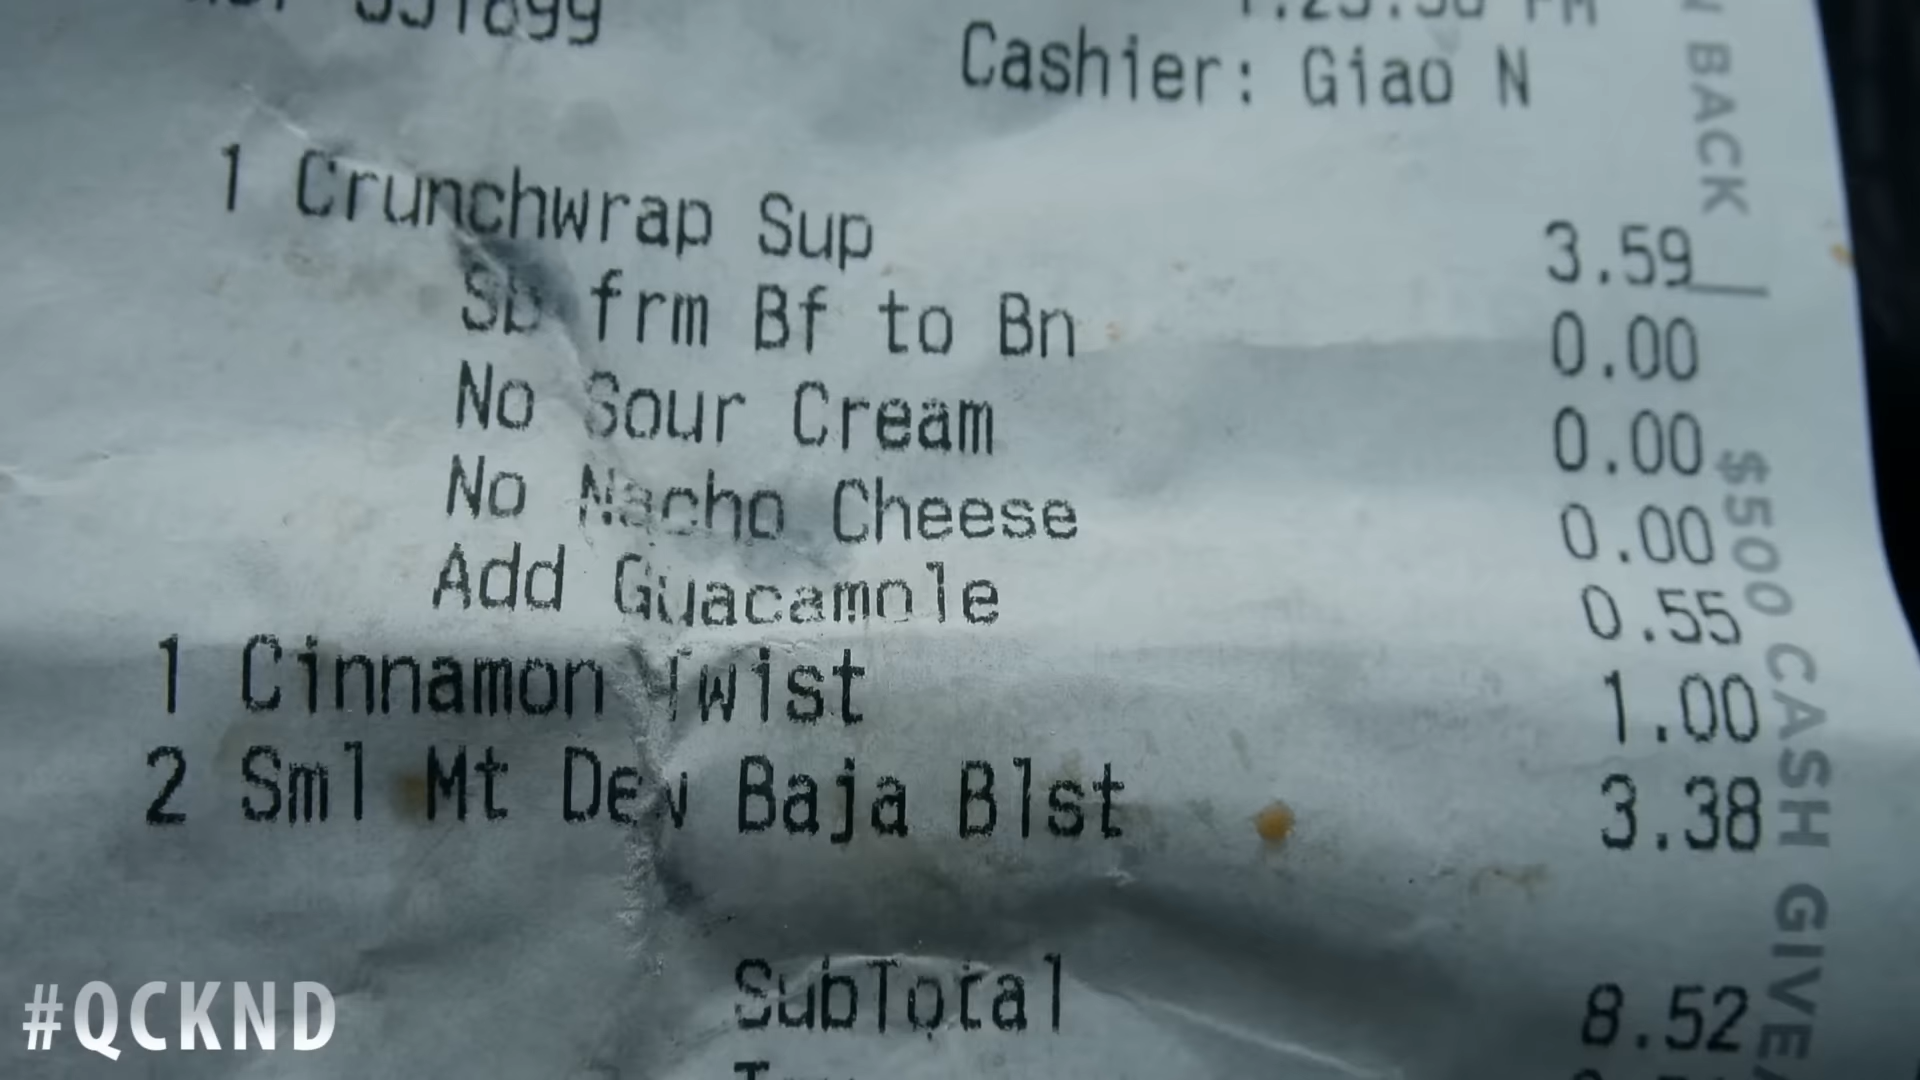 551899
Cashier: Giao N
1 Crunchwrap Sup 3.59
Sb frm Bf to Bn 0.00
No Sour Cream 0.00
No Nacho Cheese 0.00
Add Guacamole 0.55
1 Cinnamon Twist 1.00
2 Sml Mt Dew Baja Blst 3.38
SubTotal 8.52
BACK
$500 CASH GIVEA
#QCKND